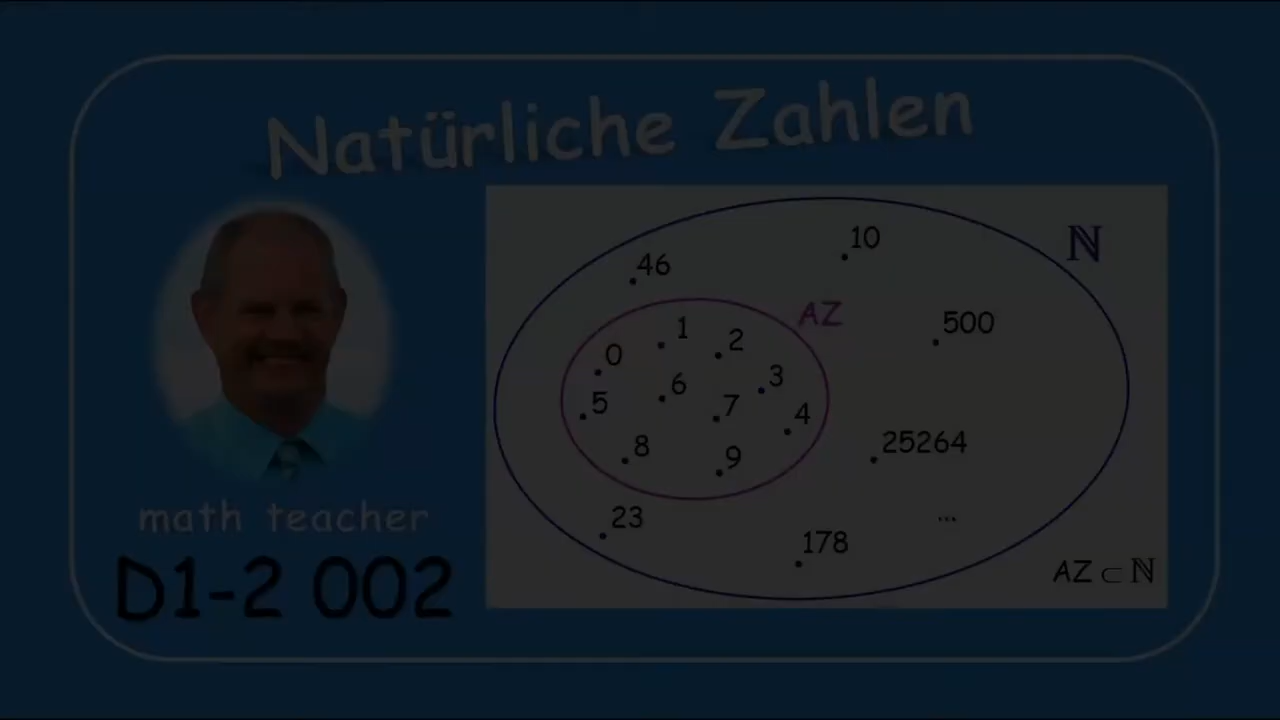 Natürliche Zahlen
math teacher
D1-2 002
ℕ
10
46
AZ
500
1
2
0
3
6
5
7
4
8
9
25264
23
178
...
AZ ⊂ ℕ